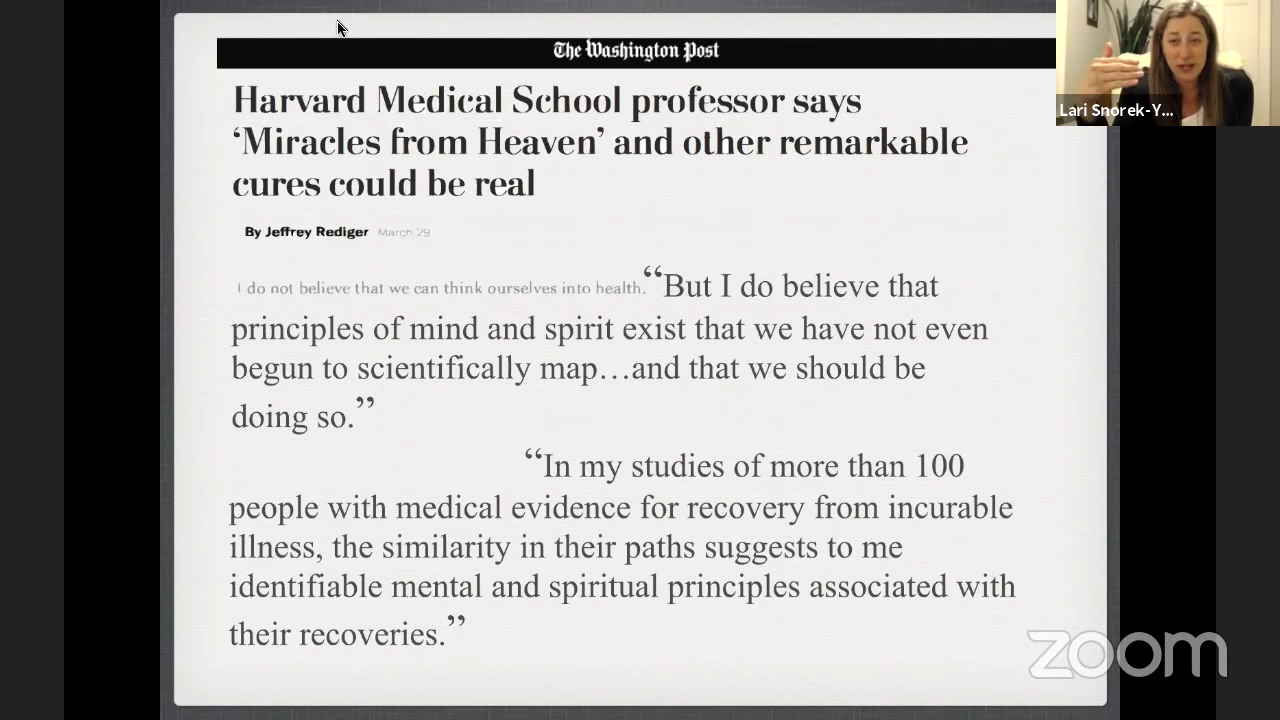 The Washington Post
Harvard Medical School professor says
‘Miracles from Heaven’ and other remarkable
cures could be real
By Jeffrey Rediger March 29
I do not believe that we can think ourselves into health. “But I do believe that
principles of mind and spirit exist that we have not even
begun to scientifically map…and that we should be
doing so.”
“In my studies of more than 100
people with medical evidence for recovery from incurable
illness, the similarity in their paths suggests to me
identifiable mental and spiritual principles associated with
their recoveries.”
Lari Snorek-Y...
zoom